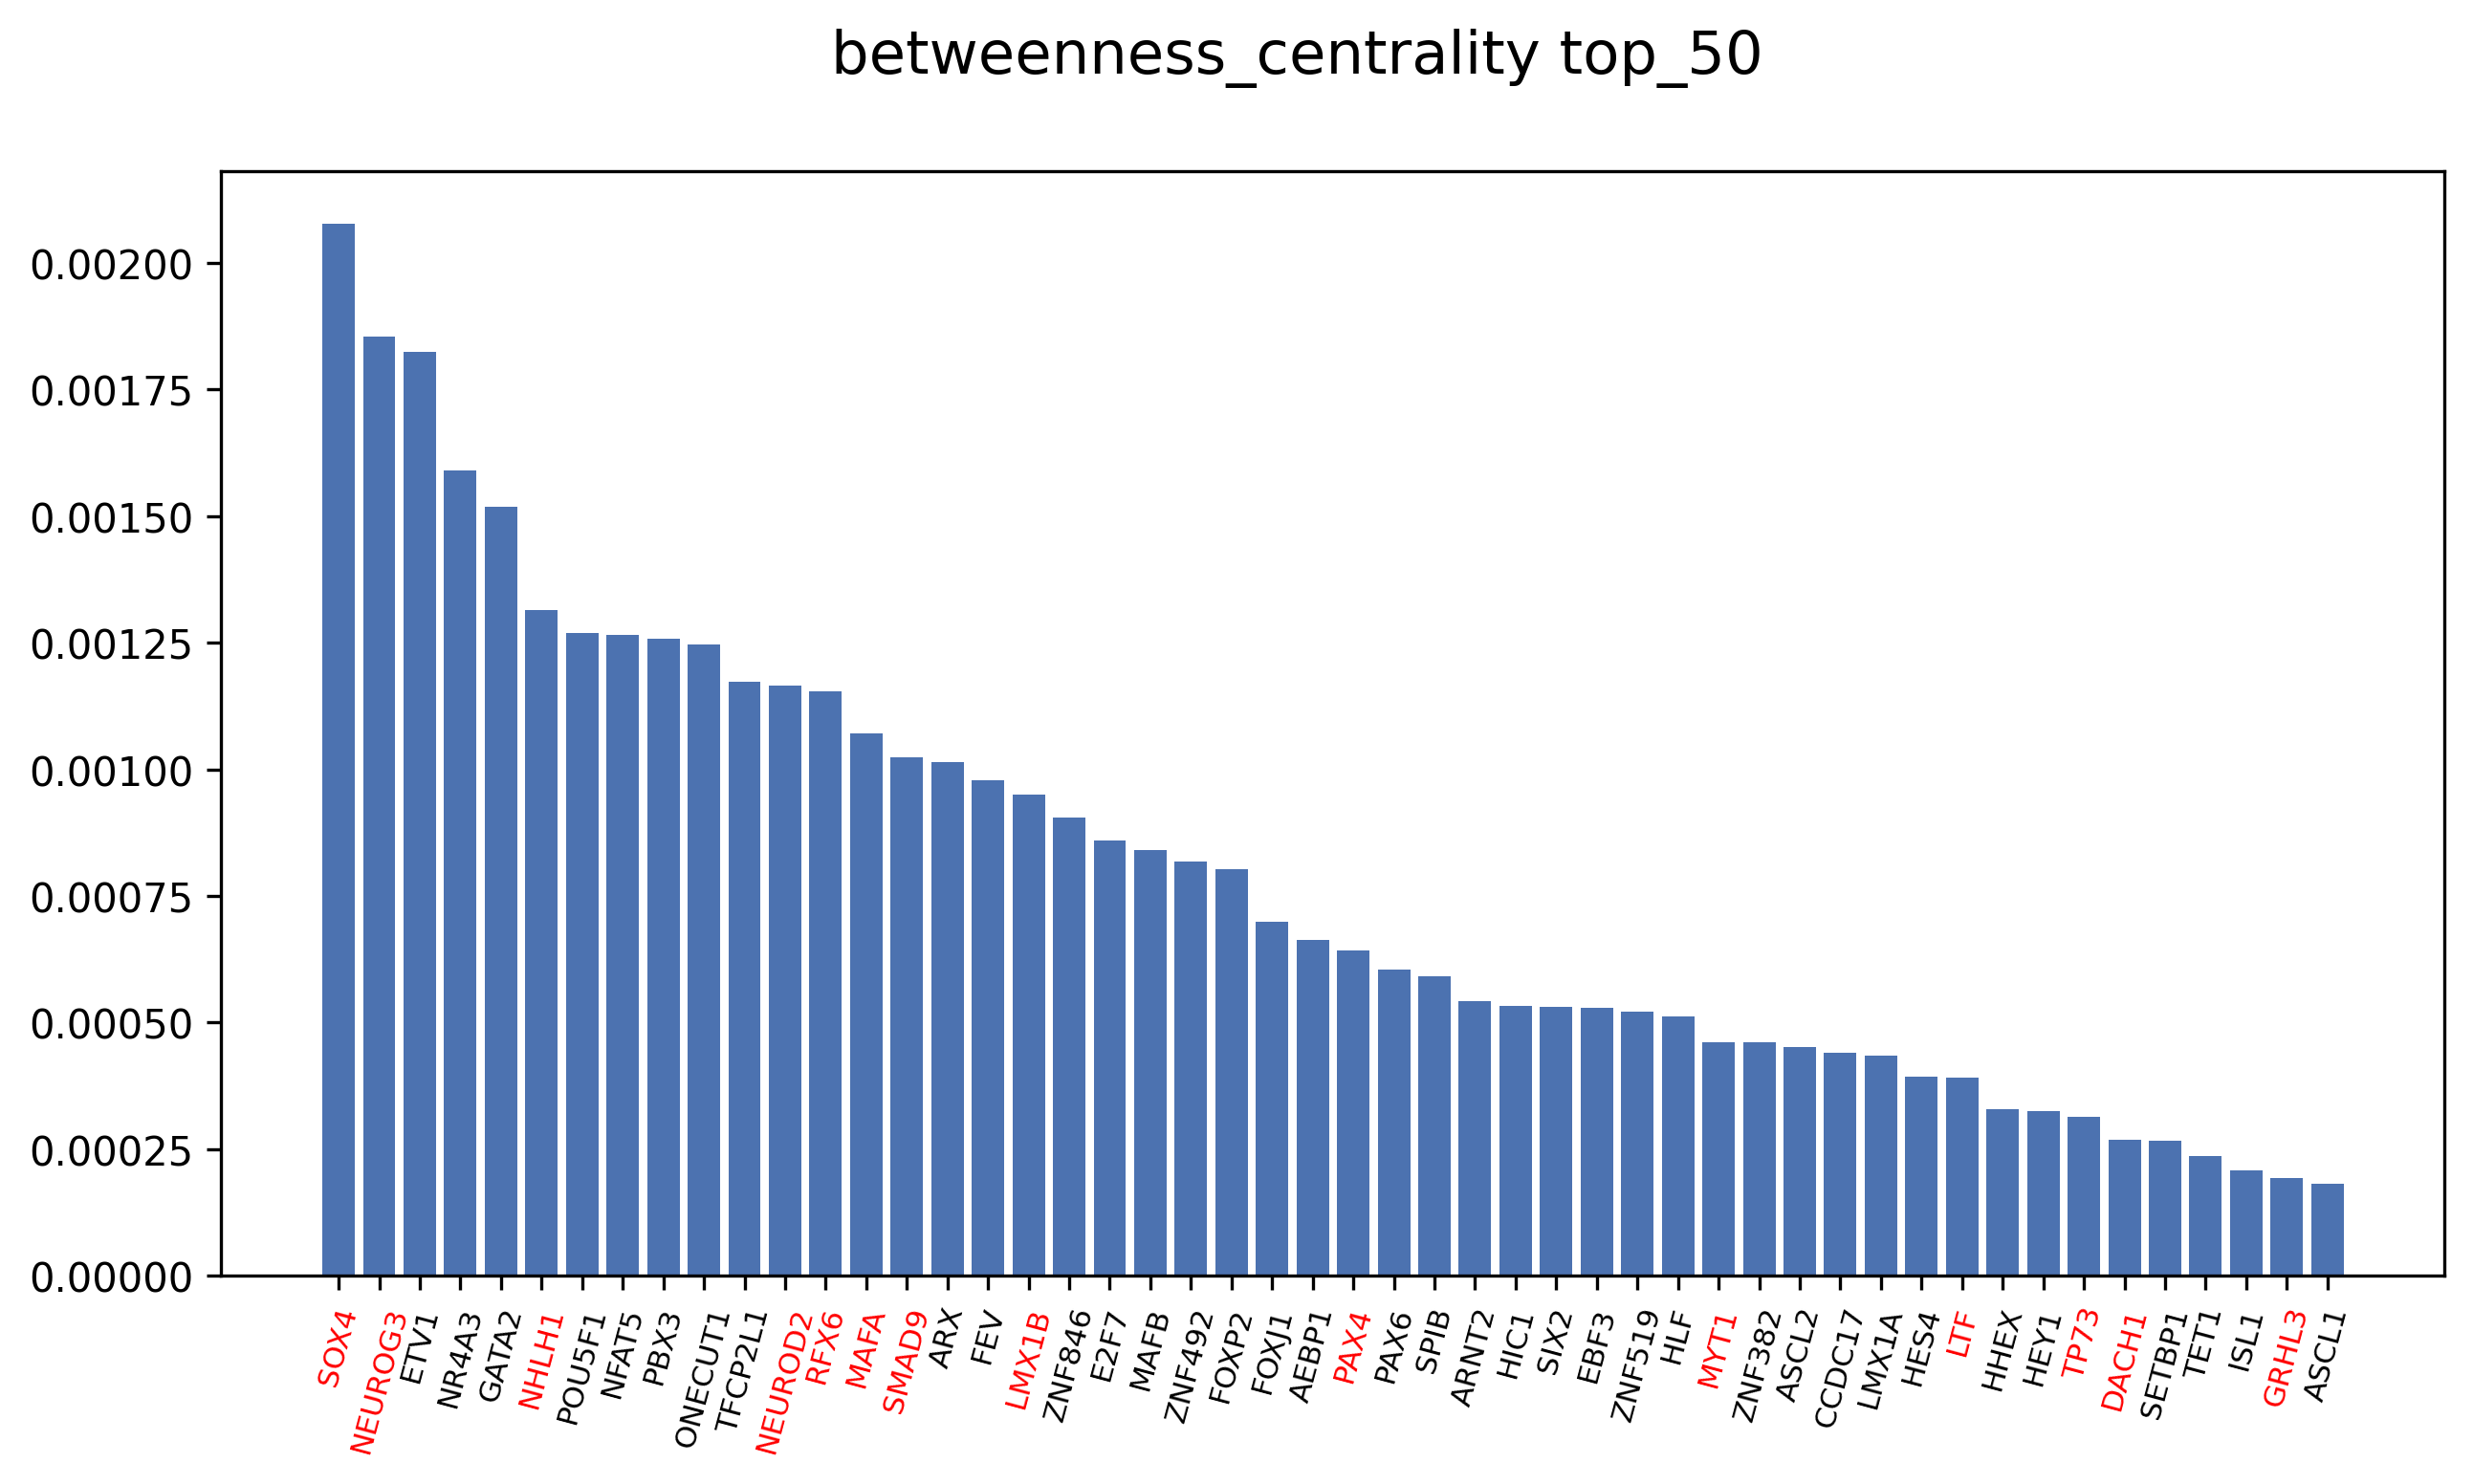 betweenness_centrality top_50
0.00200
0.00175
0.00150
0.00125
0.00100
0.00075
0.00050
0.00025
0.00000
SOX4
NEUROG3
ETV1
NR4A3
GATA2
NHLH1
POU5F1
NFAT5
PBX3
ONECUT1
TFCP2L1
NEUROD2
RFX6
MAFA
SMAD9
ARX
FEV
LMX1B
ZNF846
E2F7
MAFB
ZNF492
FOXP2
FOXJ1
AEBP1
PAX4
PAX6
SPIB
ARNT2
HIC1
SIX2
EBF3
ZNF519
HLF
MYT1
ZNF382
ASCL2
CCDC17
LMX1A
HES4
LTF
HHEX
HEY1
TP73
DACH1
SETBP1
TET1
ISL1
GRHL3
ASCL1